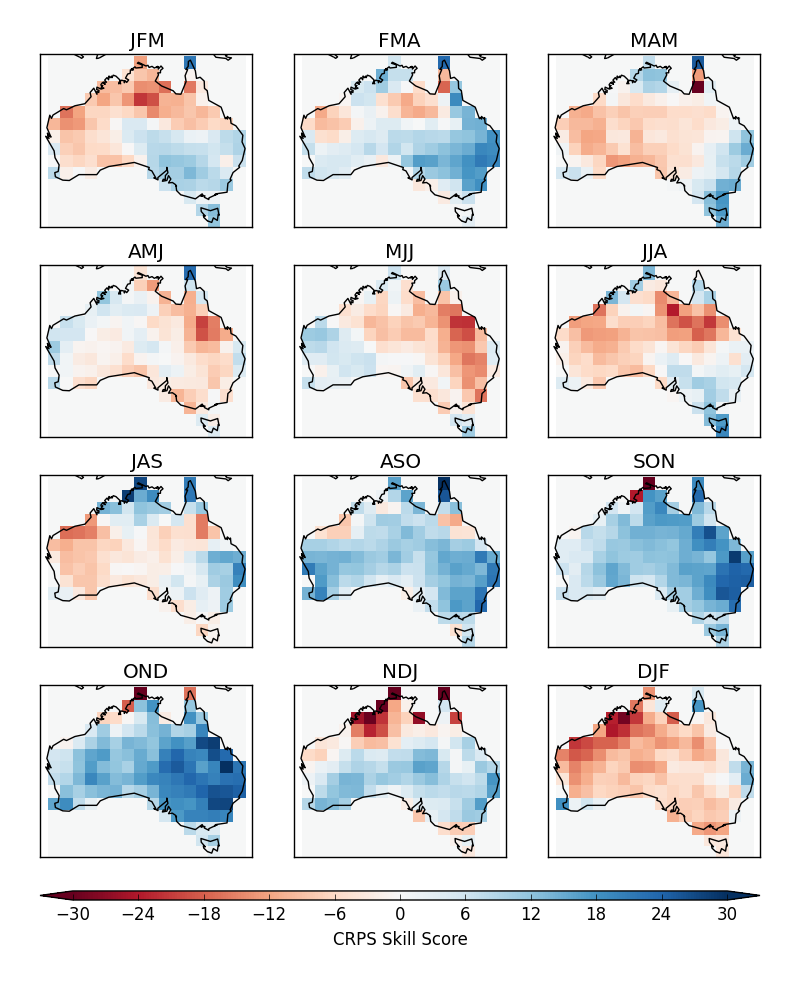 JFM FMA MAM
AMJ MJJ JJA
JAS ASO SON
OND NDJ DJF
−30 −24 −18 −12 −6 0 6 12 18 24 30
CRPS Skill Score